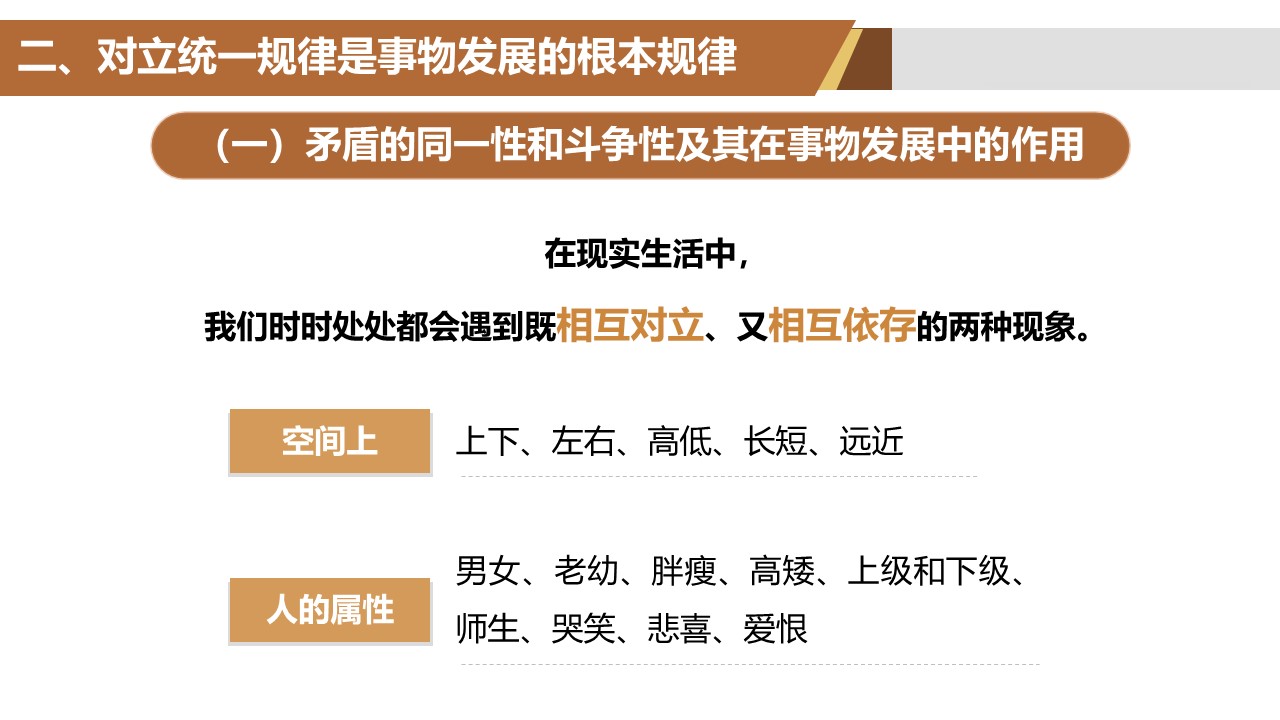 二、对立统一规律是事物发展的根本规律
（一）矛盾的同一性和斗争性及其在事物发展中的作用
在现实生活中，
我们时时处处都会遇到既相互对立、又相互依存的两种现象。
空间上
上下、左右、高低、长短、远近
人的属性
男女、老幼、胖瘦、高矮、上级和下级、
师生、哭笑、悲喜、爱恨